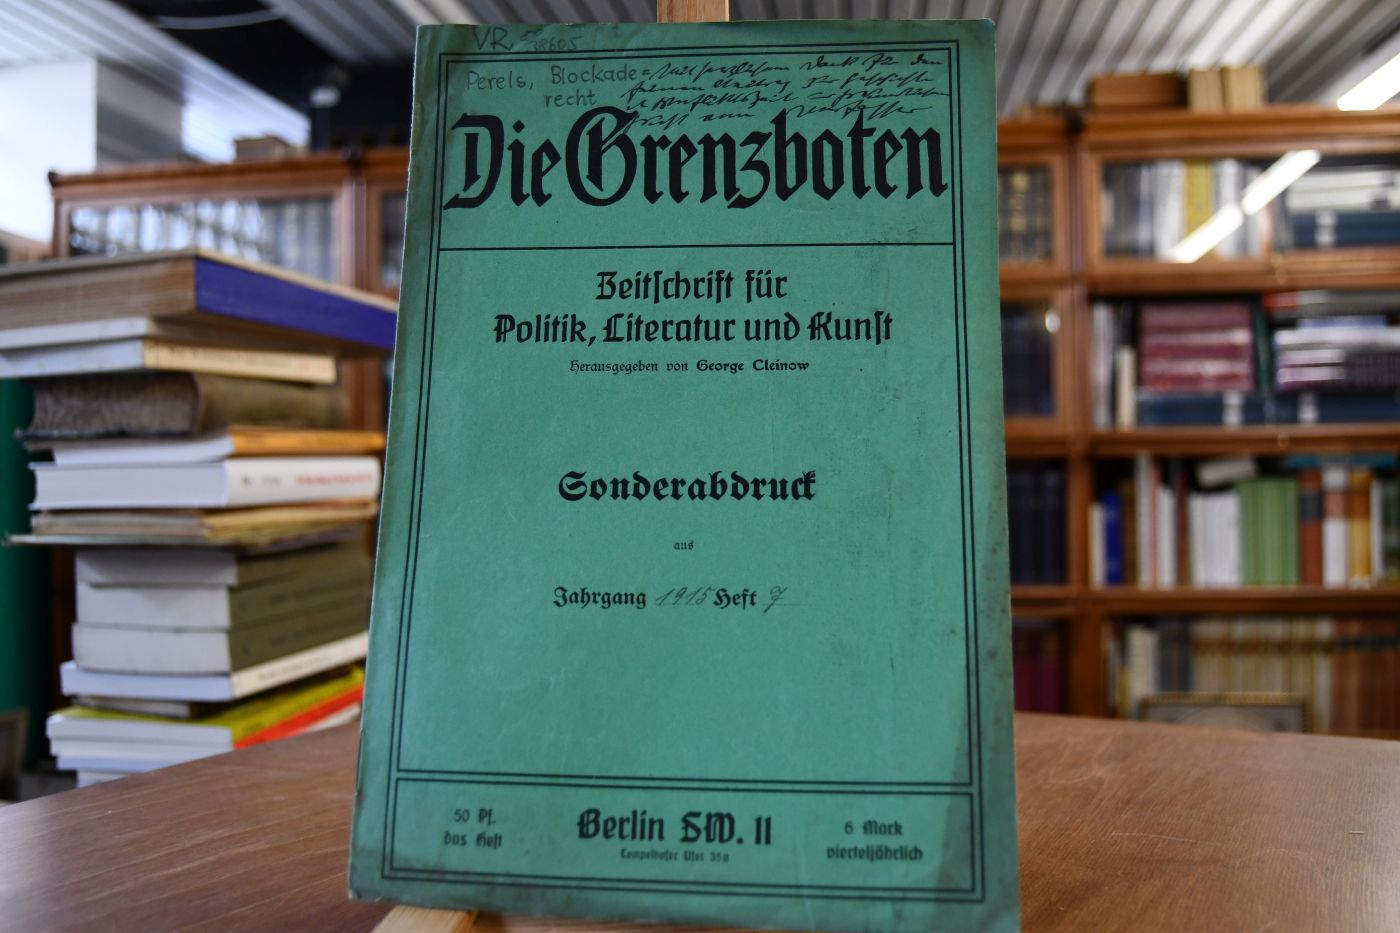 VR 38605
Perels, Blockade=
recht
Die Grenzboten
Zeitschrift für
Politik, Literatur und Kunst
Herausgegeben von George Cleinow
Sonderabdruck
aus
Jahrgang 1915 Heft 7
50 Pf.
das Heft
Berlin SW. 11
Tempelhofer Ufer 35a
6 Mark
vierteljährlich